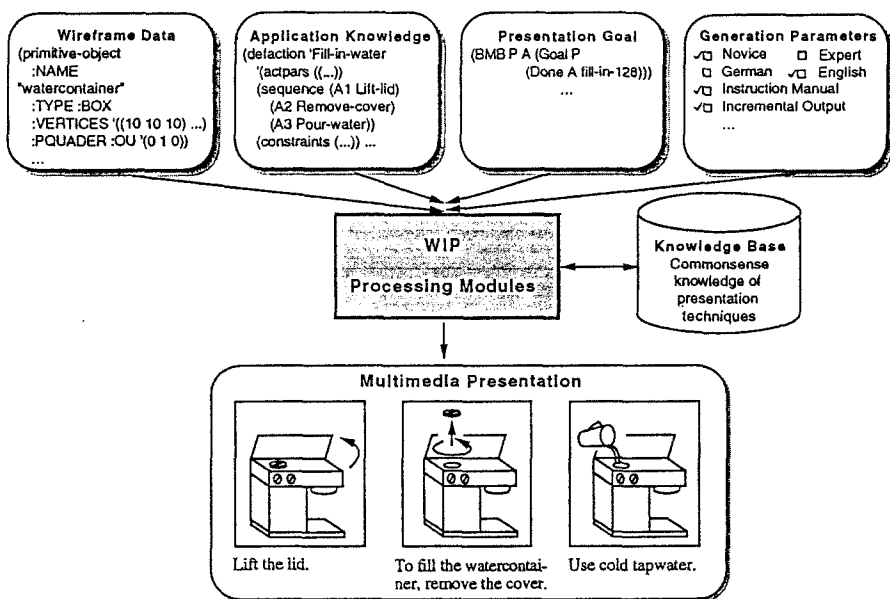 Wireframe Data
(primitive-object
:NAME
"watercontainer"
:TYPE :BOX
:VERTICES '((10 10 10) ...)
:PQUADER :OU '(0 1 0))
...
Application Knowledge
(defaction 'Fill-in-water
'(actpars ((...))
(sequence (A1 Lift-lid)
(A2 Remove-cover)
(A3 Pour-water))
(constraints (...)) ...
Presentation Goal
(BMB P A (Goal P
(Done A fill-in-128)))
...
Generation Parameters
Novice Expert
German English
Instruction Manual
Incremental Output
...
WIP
Processing Modules
Knowledge Base
Commonsense
knowledge of
presentation
techniques
Multimedia Presentation
Lift the lid.
To fill the watercontai-
ner, remove the cover.
Use cold tapwater.